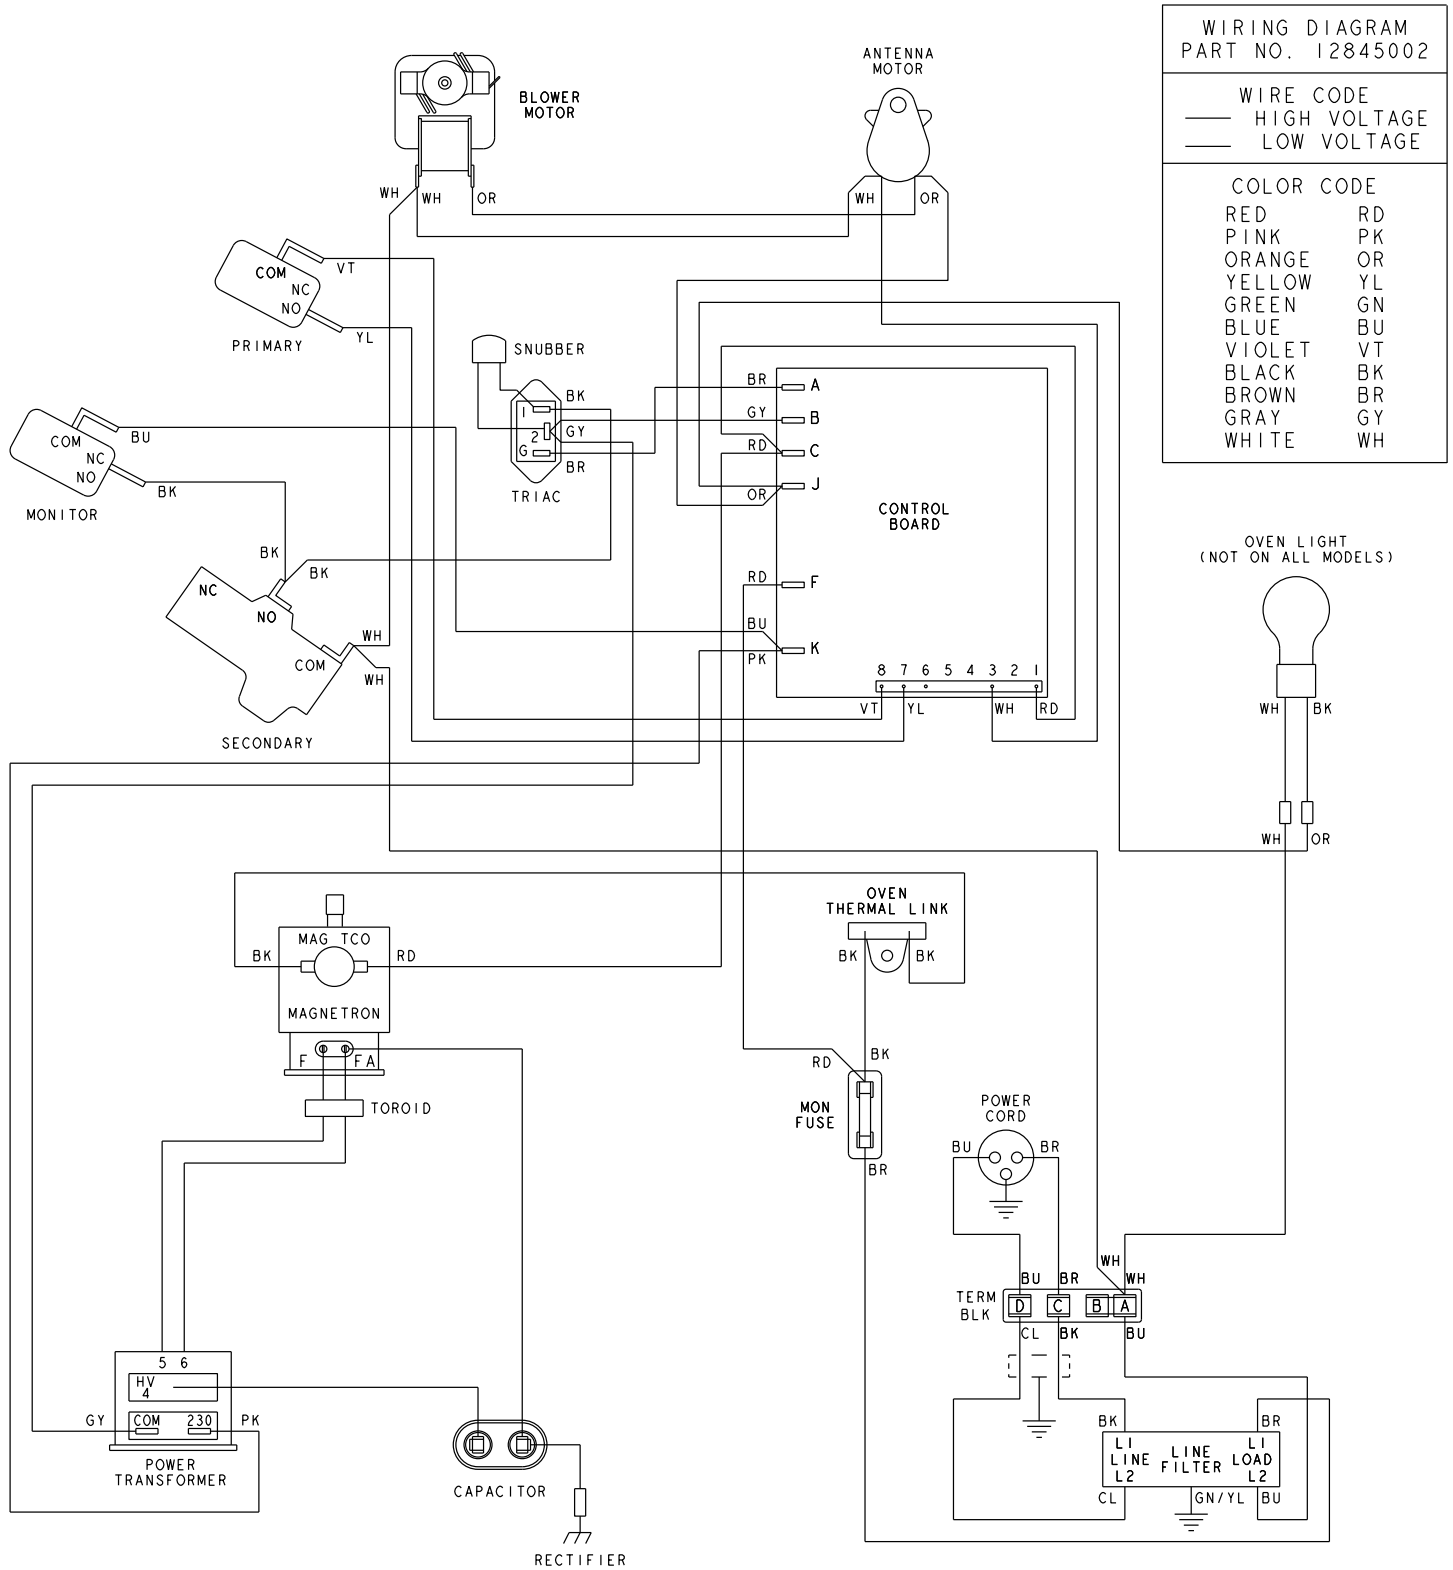 WIRING DIAGRAM
PART NO. 12845002
WIRE CODE
HIGH VOLTAGE
LOW VOLTAGE
COLOR CODE
RED RD
PINK PK
ORANGE OR
YELLOW YL
GREEN GN
BLUE BU
VIOLET VT
BLACK BK
BROWN BR
GRAY GY
WHITE WH
BLOWER
MOTOR
WH
WH
OR
ANTENNA
MOTOR
WH
OR
COM
NC
NO
VT
YL
PRIMARY
SNUBBER
1
2
G
BK
GY
BR
TRIAC
COM
NC
NO
BU
BK
MONITOR
BK
BK
NC
NO
COM
WH
WH
SECONDARY
BR A
GY B
RD C
OR J
RD F
BU
PK K
CONTROL
BOARD
8 7 6 5 4 3 2 1
VT YL WH RD
OVEN LIGHT
(NOT ON ALL MODELS)
WH BK
WH OR
MAG TCO
BK RD
MAGNETRON
F FA
TOROID
OVEN
THERMAL LINK
BK BK
RD BK
MON
FUSE
BR
POWER
CORD
BU BR
WH
BU BR WH
TERM
BLK
D C B A
CL BK BU
BK BR
L1 L1
LINE LINE FILTER LOAD
L2 L2
CL GN/YL BU
5 6
HV
4
GY COM 230 PK
POWER
TRANSFORMER
CAPACITOR
RECTIFIER